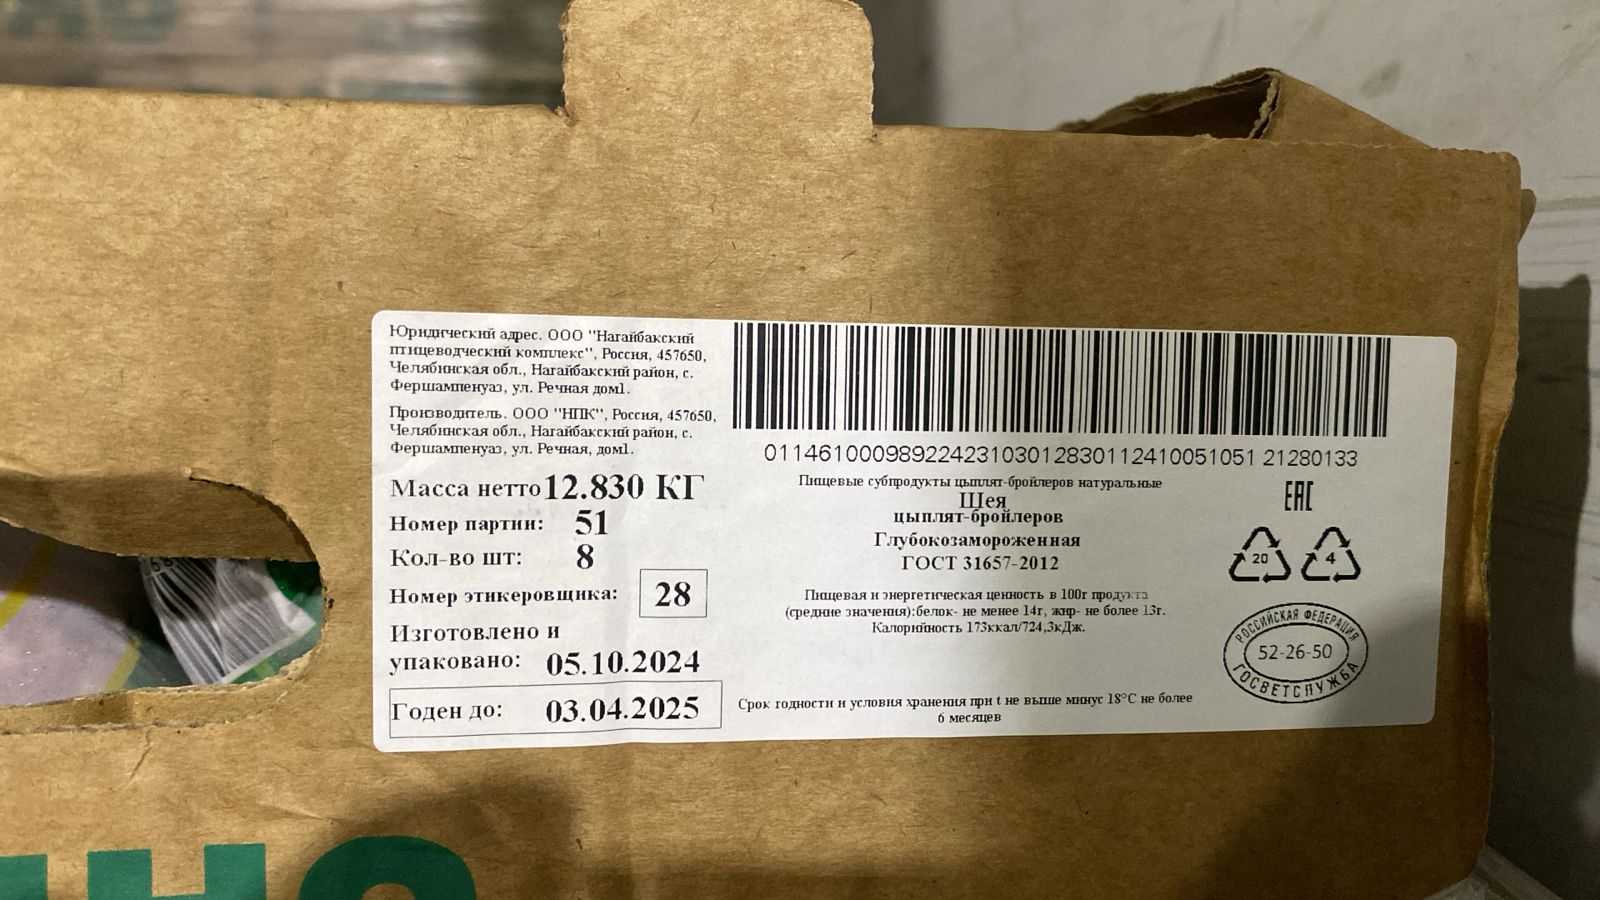 Юридический адрес. ООО "Нагайбакский
птицеводческий комплекс", Россия, 457650,
Челябинская обл., Нагайбакский район, с.
Фершампенуаз, ул. Речная дом1.
Производитель. ООО "НПК", Россия, 457650,
Челябинская обл., Нагайбакский район, с.
Фершампенуаз, ул. Речная, дом1.
Масса нетто 12.830 КГ
Номер партии: 51
Кол-во шт: 8
Номер этикеровщика: 28
Изготовлено и
упаковано: 05.10.2024
Годен до: 03.04.2025
01146100098922423103012830112410051051 21280133
Пищевые субпродукты цыплят-бройлеров натуральные
Шея
цыплят-бройлеров
Глубокозамороженная
ГОСТ 31657-2012
Пищевая и энергетическая ценность в 100г продукта
(средние значения):белок- не менее 14г, жир- не более 13г.
Калорийность 173ккал/724,3кДж.
Срок годности и условия хранения при t не выше минус 18°С не более
6 месяцев
ЕАС
20
4
РОССИЙСКАЯ ФЕДЕРАЦИЯ
52-26-50
ГОСВЕТСЛУЖБА